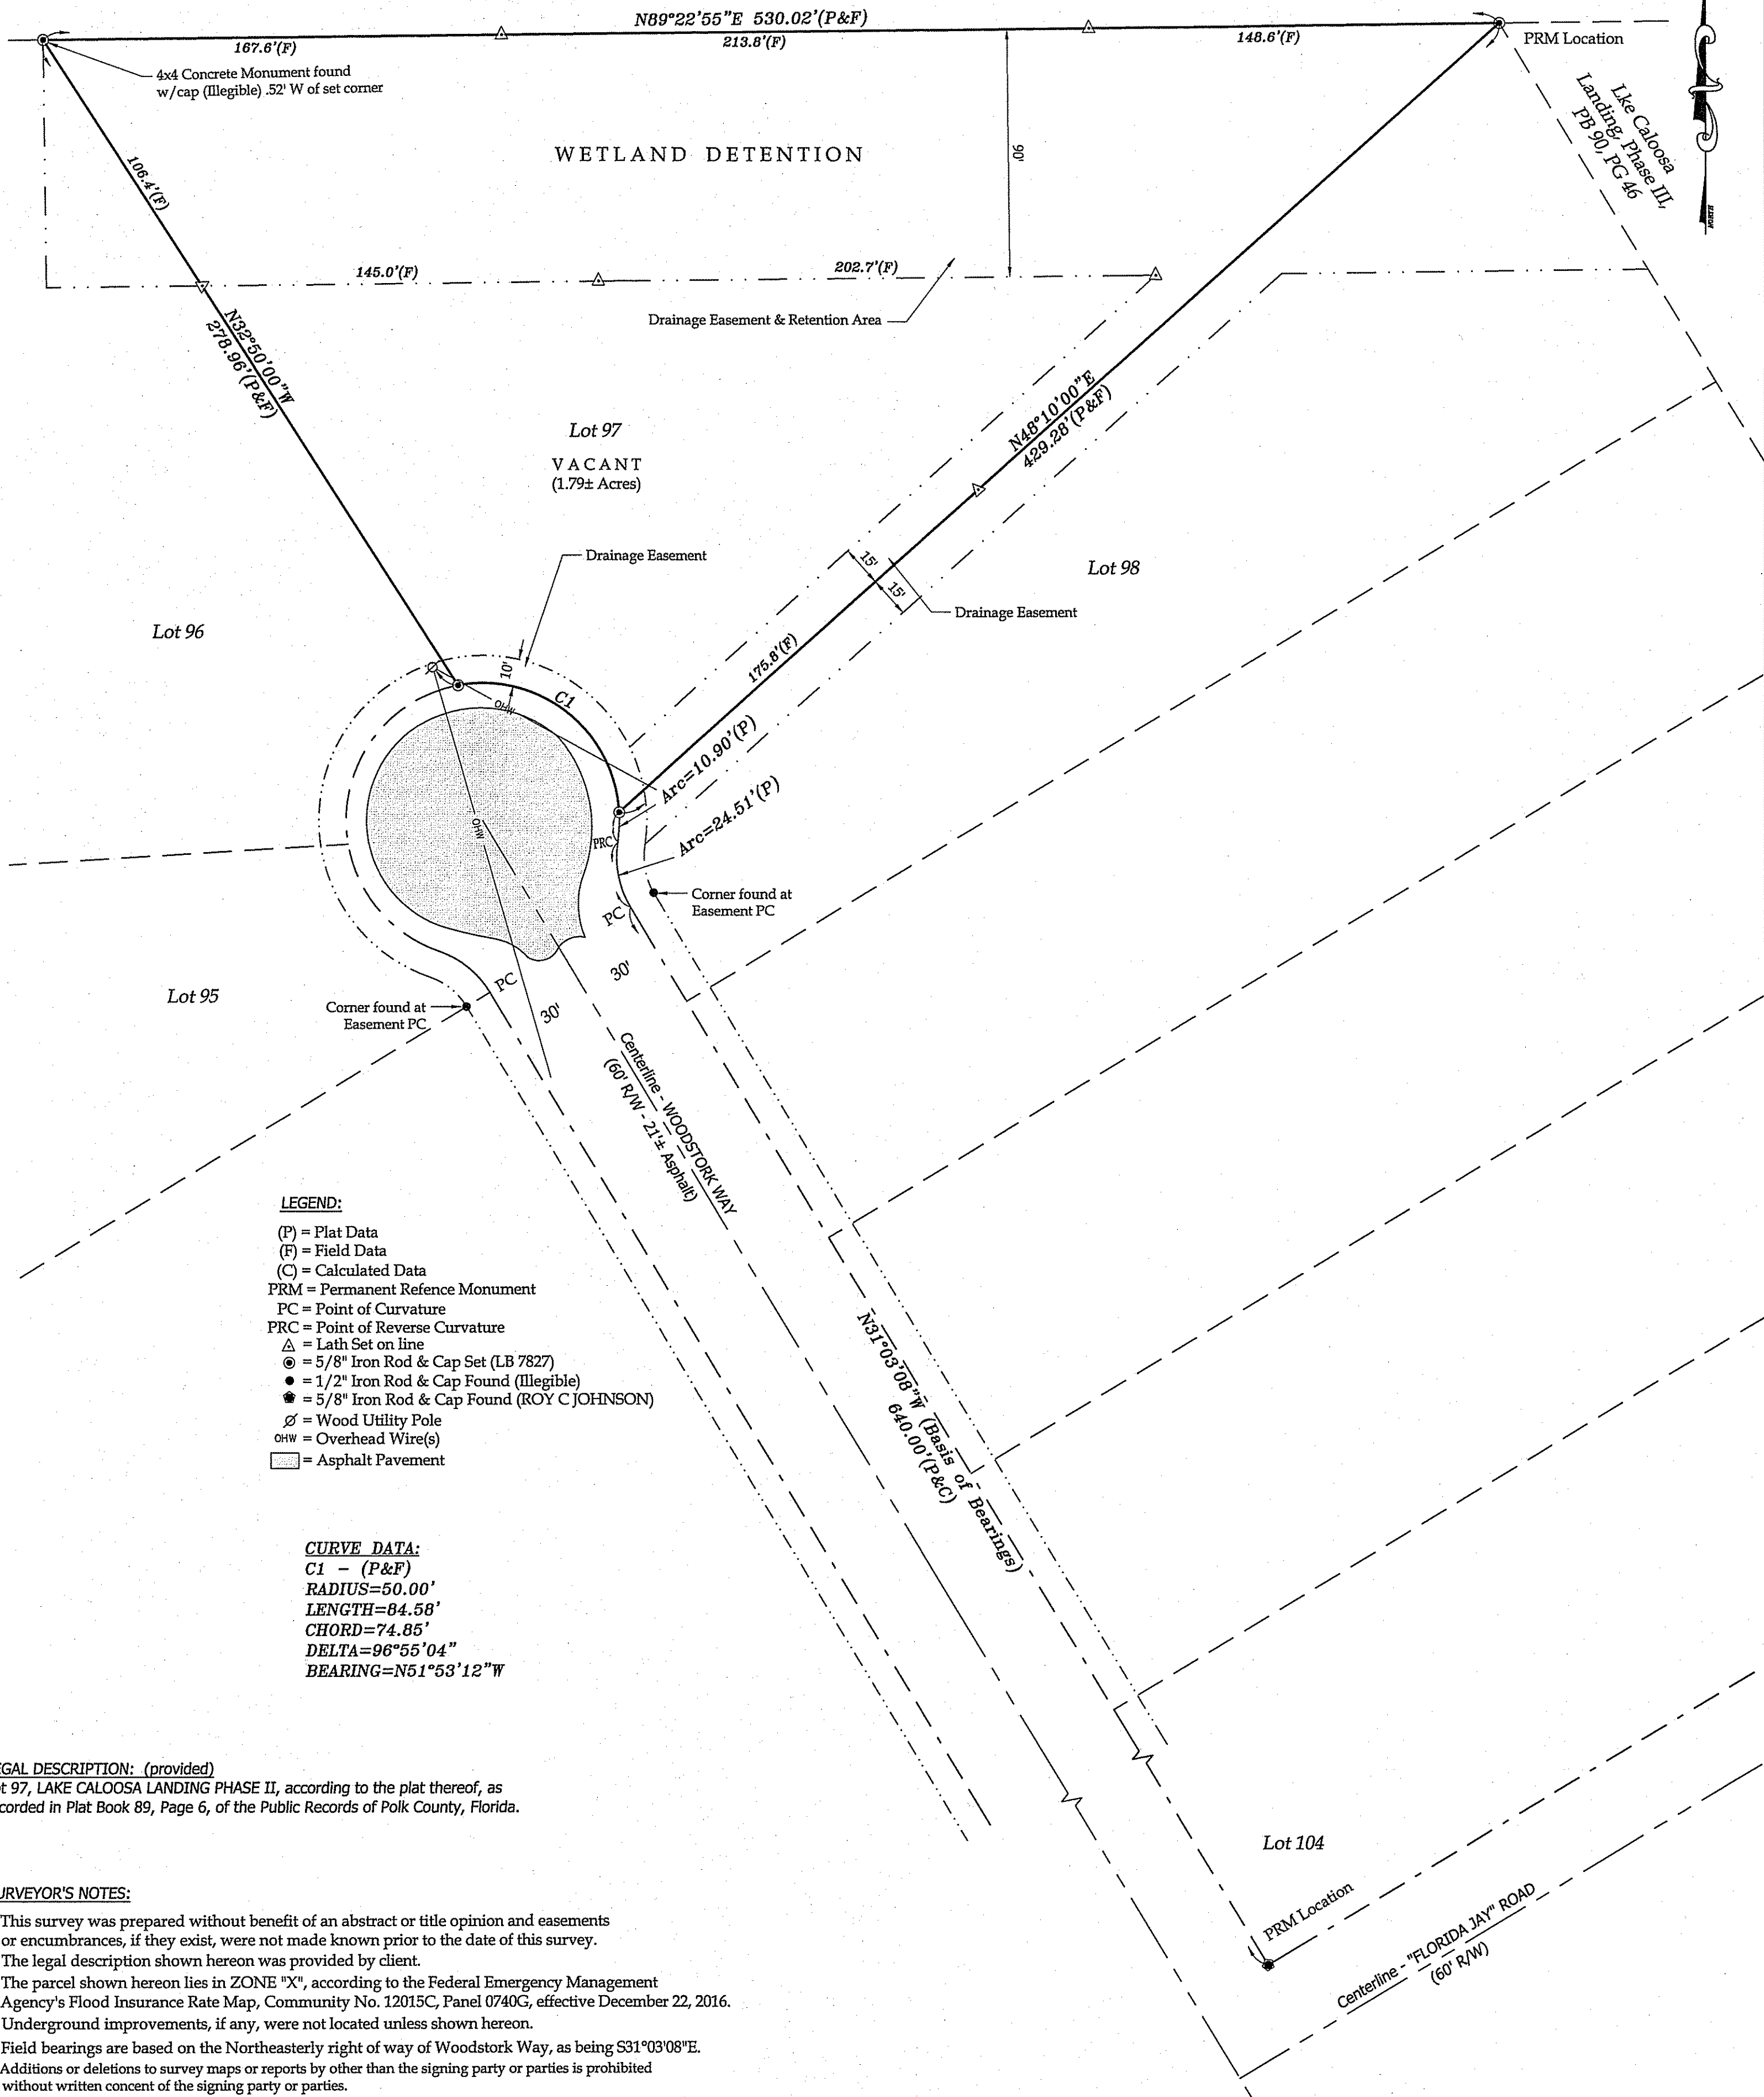 N89°22'55"E 530.02'(P&F)
167.6'(F)
213.8'(F)
148.6'(F)
PRM Location
4x4 Concrete Monument found
w/cap (Illegible) .52' W of set corner
NORTH
Lke Caloosa
Landing, Phase III,
PB 90, PG 46
WETLAND DETENTION
90'
106.4'(F)
145.0'(F)
202.7'(F)
Drainage Easement & Retention Area
N32°50'00"W
278.96'(P&F)
N48°10'00"E
429.28'(P&F)
Lot 97
VACANT
(1.79± Acres)
Drainage Easement
15'
15'
Drainage Easement
Lot 98
Lot 96
175.8'(F)
10'
C1
OHW
Arc=10.90'(P)
Arc=24.51'(P)
OHW
PRC
PC
Corner found at
Easement PC
Lot 95
Corner found at
Easement PC
PC
30'
30'
Centerline - WOODSTORK WAY
(60' R/W - 21'± Asphalt)
LEGEND:
(P) = Plat Data
(F) = Field Data
(C) = Calculated Data
PRM = Permanent Refence Monument
PC = Point of Curvature
PRC = Point of Reverse Curvature
= Lath Set on line
= 5/8" Iron Rod & Cap Set (LB 7827)
= 1/2" Iron Rod & Cap Found (Illegible)
= 5/8" Iron Rod & Cap Found (ROY C JOHNSON)
= Wood Utility Pole
OHW = Overhead Wire(s)
= Asphalt Pavement
N31°03'08"W (Basis of Bearings)
640.00'(P&C)
CURVE DATA:
C1 - (P&F)
RADIUS=50.00'
LENGTH=84.58'
CHORD=74.85'
DELTA=96°55'04"
BEARING=N51°53'12"W
EGAL DESCRIPTION: (provided)
t 97, LAKE CALOOSA LANDING PHASE II, according to the plat thereof, as
corded in Plat Book 89, Page 6, of the Public Records of Polk County, Florida.
Lot 104
PRM Location
Centerline - "FLORIDA JAY" ROAD
(60' R/W)
URVEYOR'S NOTES:
This survey was prepared without benefit of an abstract or title opinion and easements
or encumbrances, if they exist, were not made known prior to the date of this survey.
The legal description shown hereon was provided by client.
The parcel shown hereon lies in ZONE "X", according to the Federal Emergency Management
Agency's Flood Insurance Rate Map, Community No. 12015C, Panel 0740G, effective December 22, 2016.
Underground improvements, if any, were not located unless shown hereon.
Field bearings are based on the Northeasterly right of way of Woodstork Way, as being S31°03'08"E.
Additions or deletions to survey maps or reports by other than the signing party or parties is prohibited
without written concent of the signing party or parties.